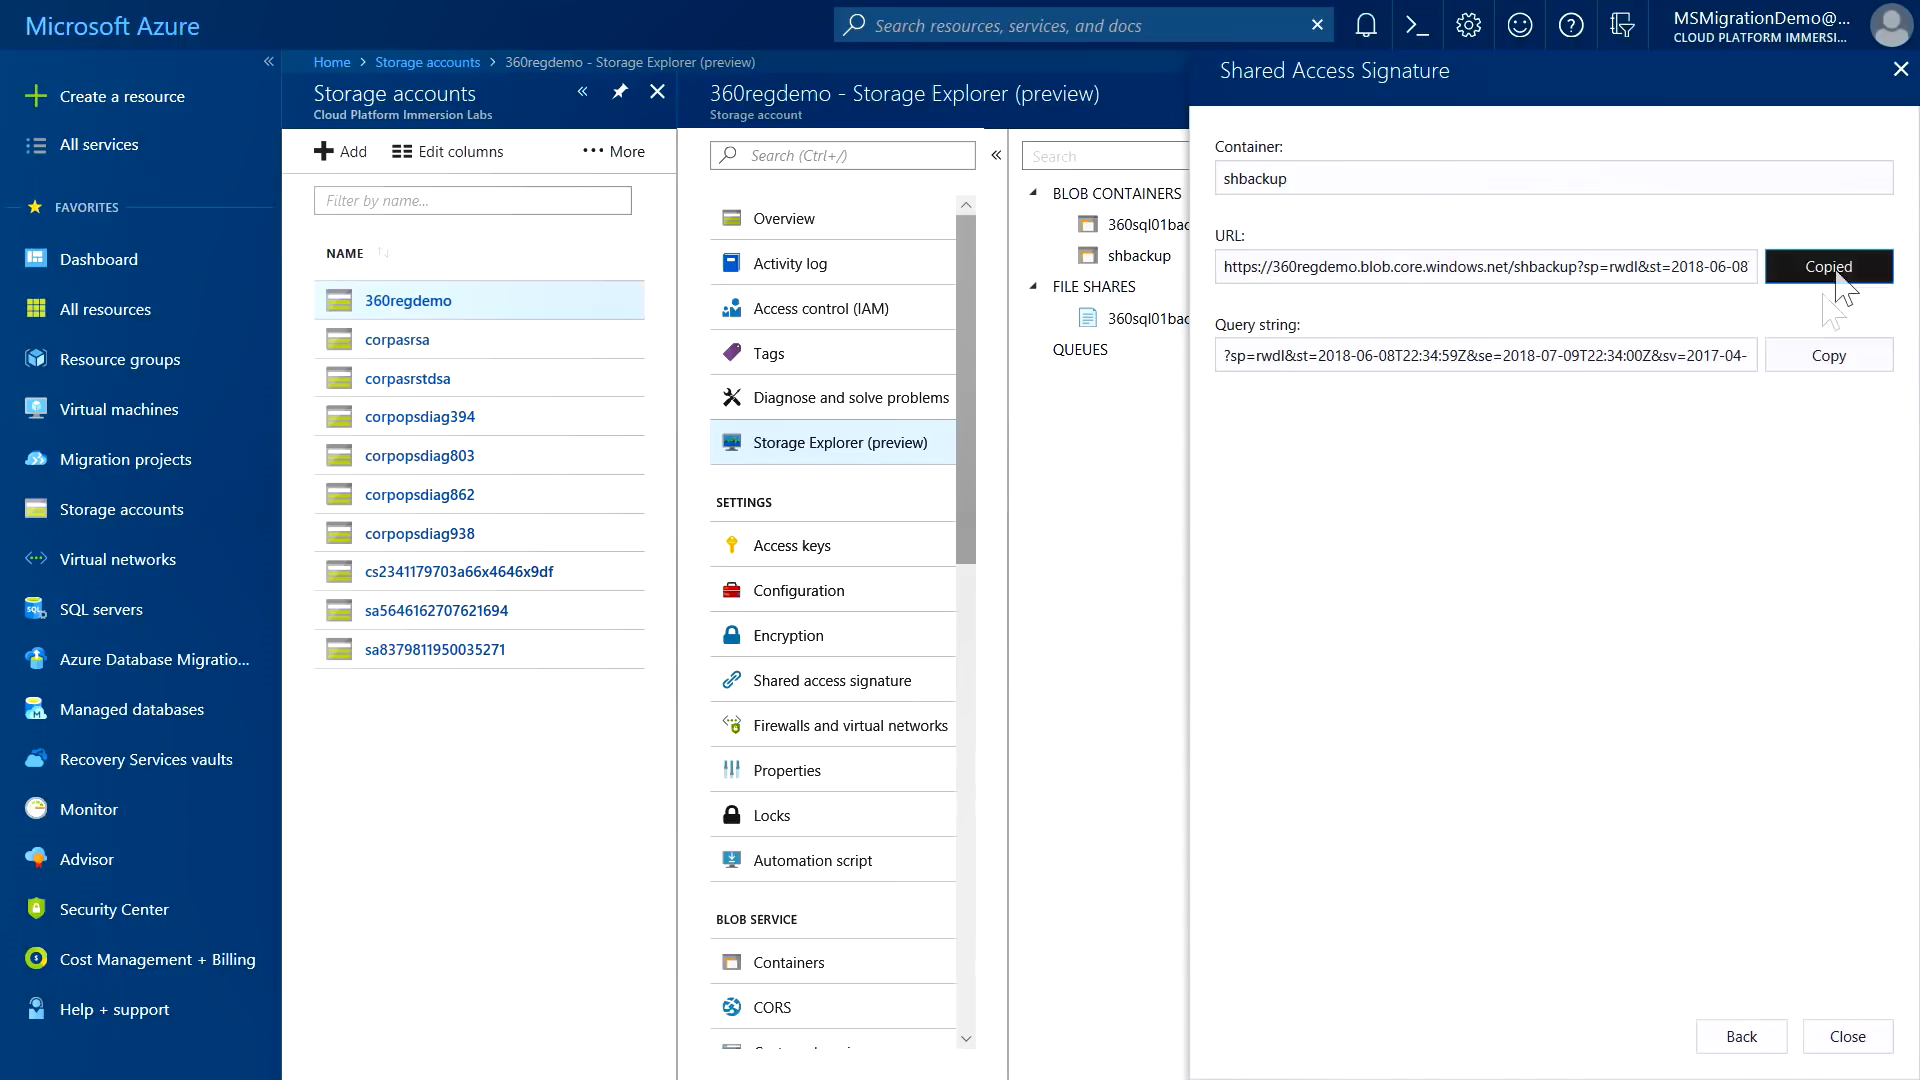 Microsoft Azure
Search resources, services, and docs
MSMigrationDemo@...
CLOUD PLATFORM IMMERSI...
Create a resource
All services
FAVORITES
Dashboard
All resources
Resource groups
Virtual machines
Migration projects
Storage accounts
Virtual networks
SQL servers
Azure Database Migratio...
Managed databases
Recovery Services vaults
Monitor
Advisor
Security Center
Cost Management + Billing
Help + support
Home > Storage accounts > 360regdemo - Storage Explorer (preview)
Storage accounts
Cloud Platform Immersion Labs
Add
Edit columns
More
Filter by name...
NAME
360regdemo
corpasrsa
corpasrstdsa
corpopsdiag394
corpopsdiag803
corpopsdiag862
corpopsdiag938
cs2341179703a66x4646x9df
sa5646162707621694
sa8379811950035271
360regdemo - Storage Explorer (preview)
Storage account
Search (Ctrl+/)
Overview
Activity log
Access control (IAM)
Tags
Diagnose and solve problems
Storage Explorer (preview)
SETTINGS
Access keys
Configuration
Encryption
Shared access signature
Firewalls and virtual networks
Properties
Locks
Automation script
BLOB SERVICE
Containers
CORS
Search
BLOB CONTAINERS
360sql01bac
shbackup
FILE SHARES
360sql01bac
QUEUES
Shared Access Signature
Container:
shbackup
URL:
https://360regdemo.blob.core.windows.net/shbackup?sp=rwdl&st=2018-06-08
Copied
Query string:
?sp=rwdl&st=2018-06-08T22:34:59Z&se=2018-07-09T22:34:00Z&sv=2017-04-
Copy
Back
Close